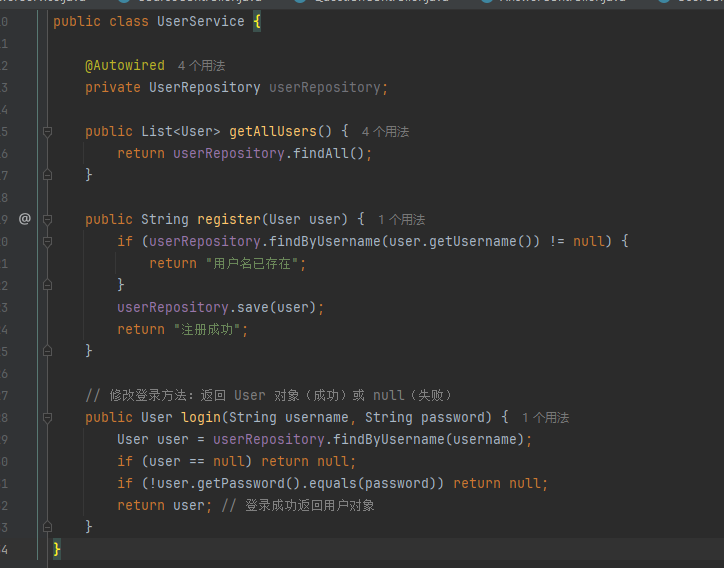 public class UserService {
@Autowired 4 个用法
private UserRepository userRepository;
public List<User> getAllUsers() { 4 个用法
return userRepository.findAll();
}
public String register(User user) { 1 个用法
if (userRepository.findByUsername(user.getUsername()) != null) {
return "用户名已存在";
}
userRepository.save(user);
return "注册成功";
}
// 修改登录方法：返回 User 对象（成功）或 null（失败）
public User login(String username, String password) { 1 个用法
User user = userRepository.findByUsername(username);
if (user == null) return null;
if (!user.getPassword().equals(password)) return null;
return user; // 登录成功返回用户对象
}
}